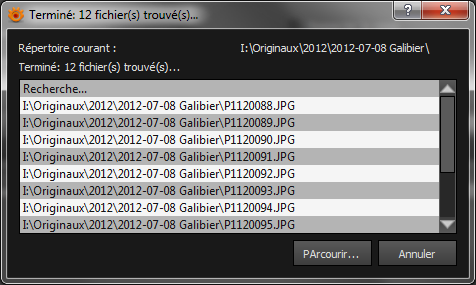 Terminé: 12 fichier(s) trouvé(s)...
Répertoire courant : I:\Originaux\2012\2012-07-08 Galibier\
Terminé: 12 fichier(s) trouvé(s)...
Recherche...
I:\Originaux\2012\2012-07-08 Galibier\P1120088.JPG
I:\Originaux\2012\2012-07-08 Galibier\P1120089.JPG
I:\Originaux\2012\2012-07-08 Galibier\P1120090.JPG
I:\Originaux\2012\2012-07-08 Galibier\P1120091.JPG
I:\Originaux\2012\2012-07-08 Galibier\P1120092.JPG
I:\Originaux\2012\2012-07-08 Galibier\P1120093.JPG
I:\Originaux\2012\2012-07-08 Galibier\P1120094.JPG
I:\Originaux\2012\2012-07-08 Galibier\P1120095.JPG
PArcourir... Annuler